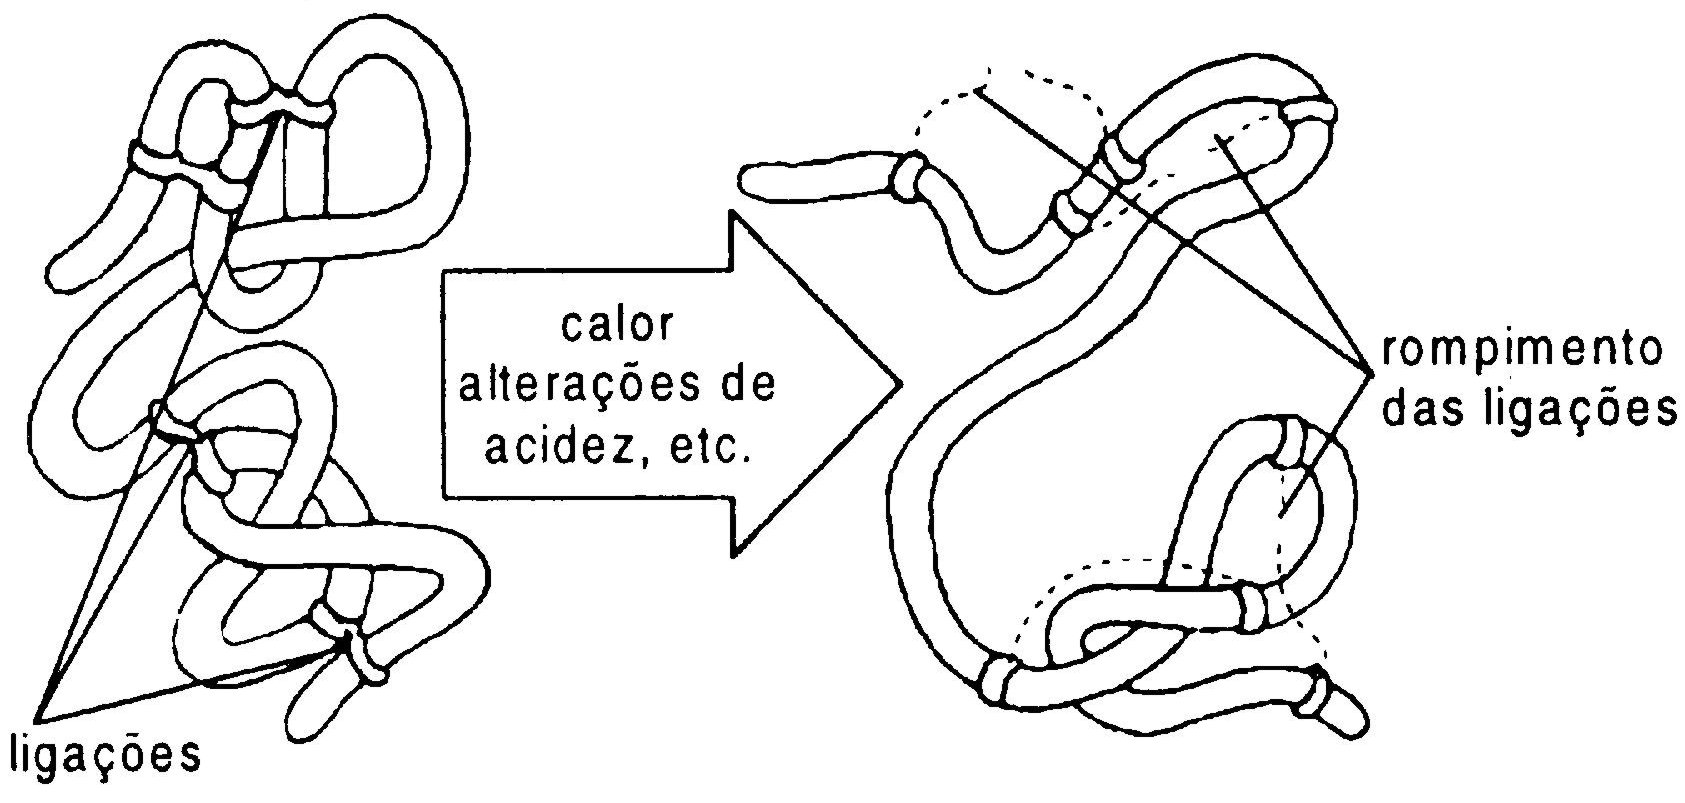 calor
alterações de
acidez, etc.
rompimento
das ligações
ligações